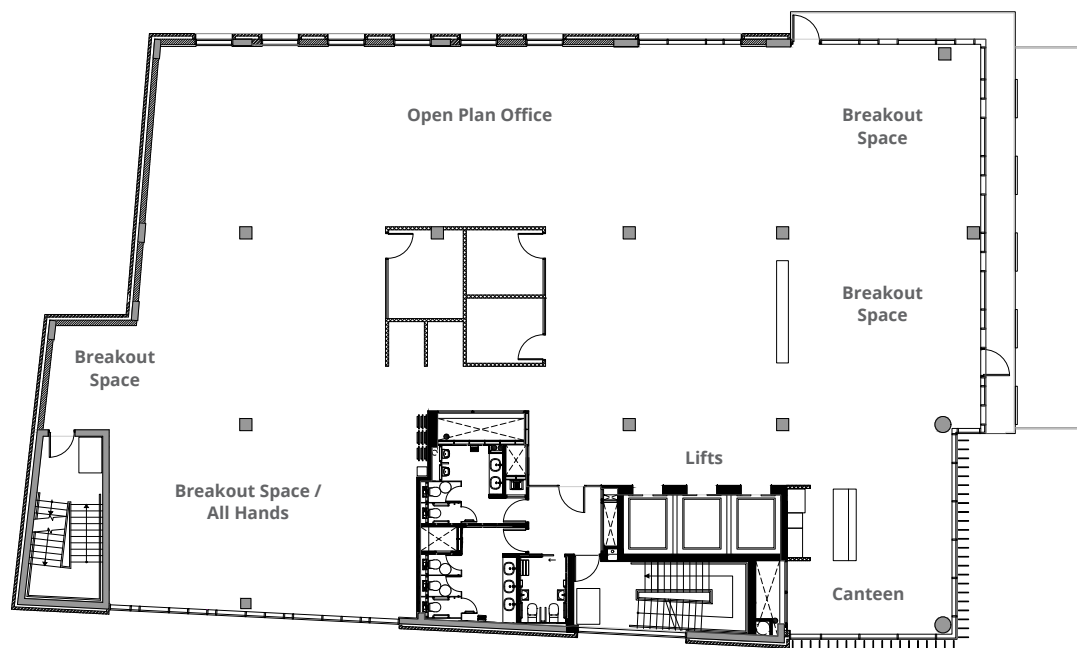 Open Plan Office
Breakout
Space
Breakout
Space
Breakout
Space
Lifts
Breakout Space /
All Hands
Canteen